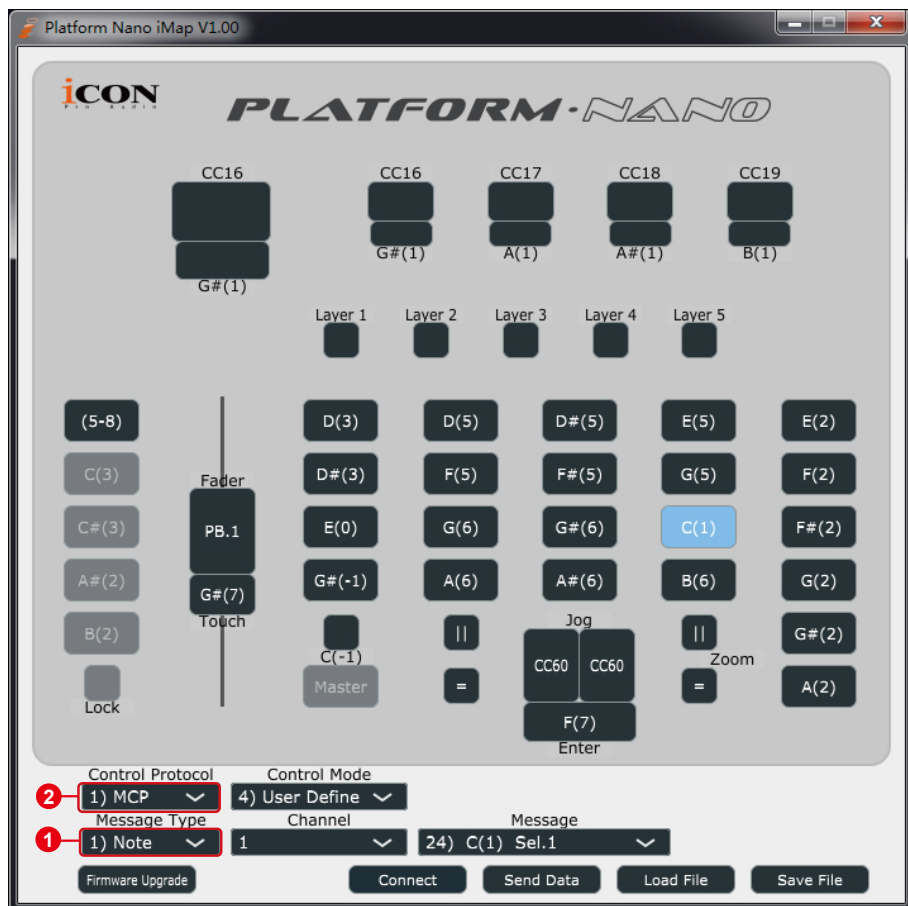 Platform Nano iMap V1.00
iCON
Pro Audio
PLATFORM·NANO
CC16 CC16 CC17 CC18 CC19
G#(1) A(1) A#(1) B(1)
G#(1)
Layer 1 Layer 2 Layer 3 Layer 4 Layer 5
(5-8) D(3) D(5) D#(5) E(5) E(2)
C(3) Fader D#(3) F(5) F#(5) G(5) F(2)
C#(3) PB.1 E(0) G(6) G#(6) C(1) F#(2)
A#(2) G#(7) G#(-1) A(6) A#(6) B(6) G(2)
Touch Jog
B(2) || || G#(2)
C(-1) CC60 CC60 Zoom
Master = = A(2)
Lock F(7)
Enter
Control Protocol Control Mode
2 1) MCP 4) User Define
Message Type Channel Message
1 1) Note 1 24) C(1) Sel.1
Firmware Upgrade Connect Send Data Load File Save File